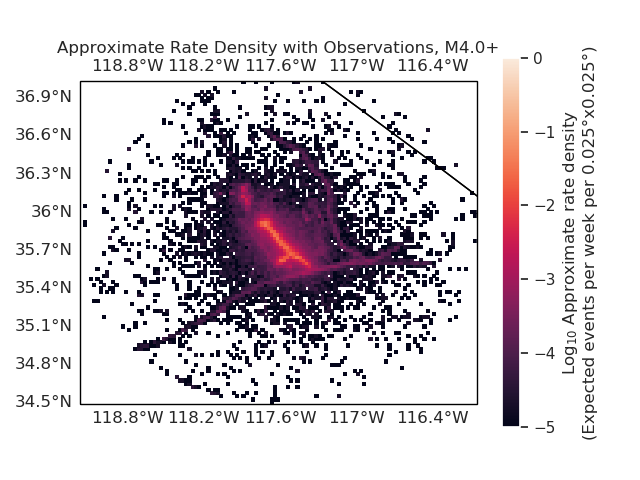 Approximate Rate Density with Observations, M4.0+
118.8°W 118.2°W 117.6°W 117°W 116.4°W
36.9°N
36.6°N
36.3°N
36°N
35.7°N
35.4°N
35.1°N
34.8°N
34.5°N
118.8°W 118.2°W 117.6°W 117°W 116.4°W
0
−1
−2
−3
−4
−5
Log₁₀ Approximate rate density
(Expected events per week per 0.025°x0.025°)